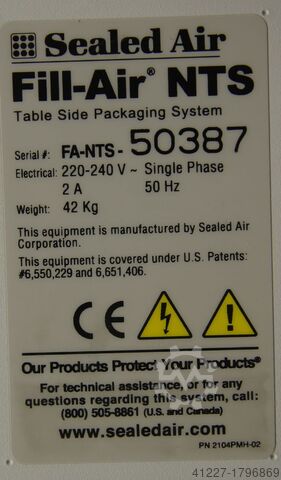 Sealed Air
Fill-Air® NTS
Table Side Packaging System
Serial #: FA-NTS - 50387
Electrical: 220-240 V ~ Single Phase
2 A 50 Hz
Weight: 42 Kg
This equipment is manufactured by Sealed Air
Corporation.
This equipment is covered under U.S. Patents:
#6,550,229 and 6,651,406.
CE
Our Products Protect Your Products®
For technical assistance, or for any
questions regarding this system, call:
(800) 505-8861 (U.S. and Canada)
www.sealedair.com
PN 2104PMH-02
41227-1796869